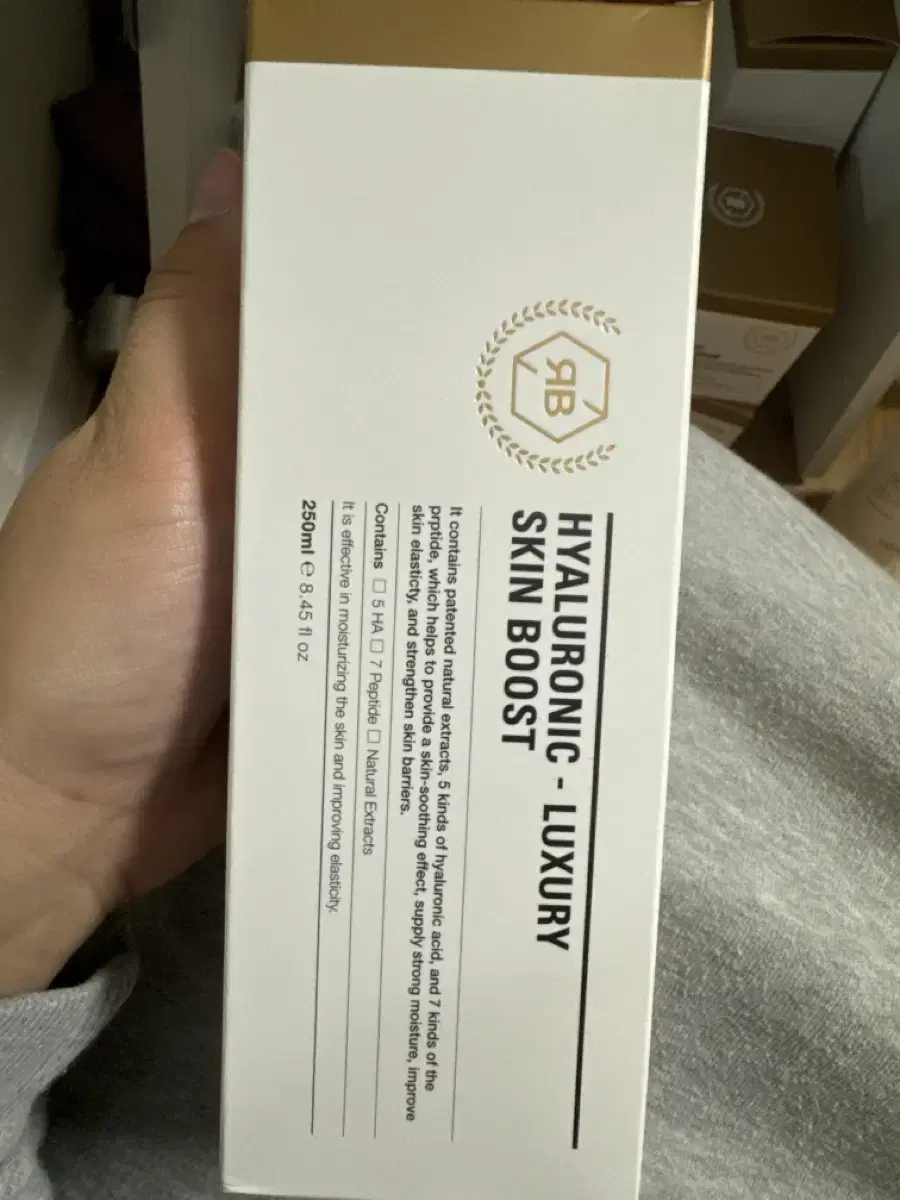 ЯB
HYALURONIC - LUXURY
SKIN BOOST
It contains patented natural extracts, 5 kinds of hyaluronic acid, and 7 kinds of the
prptide, which helps to provide a skin-soothing effect, supply strong moisture, improve
skin elasticty, and strengthen skin barriers.
Contains □ 5 HA □ 7 Peptide □ Natural Extracts
It is effective in moisturizing the skin and improving elasticity.
250ml ℮ 8.45 fl oz